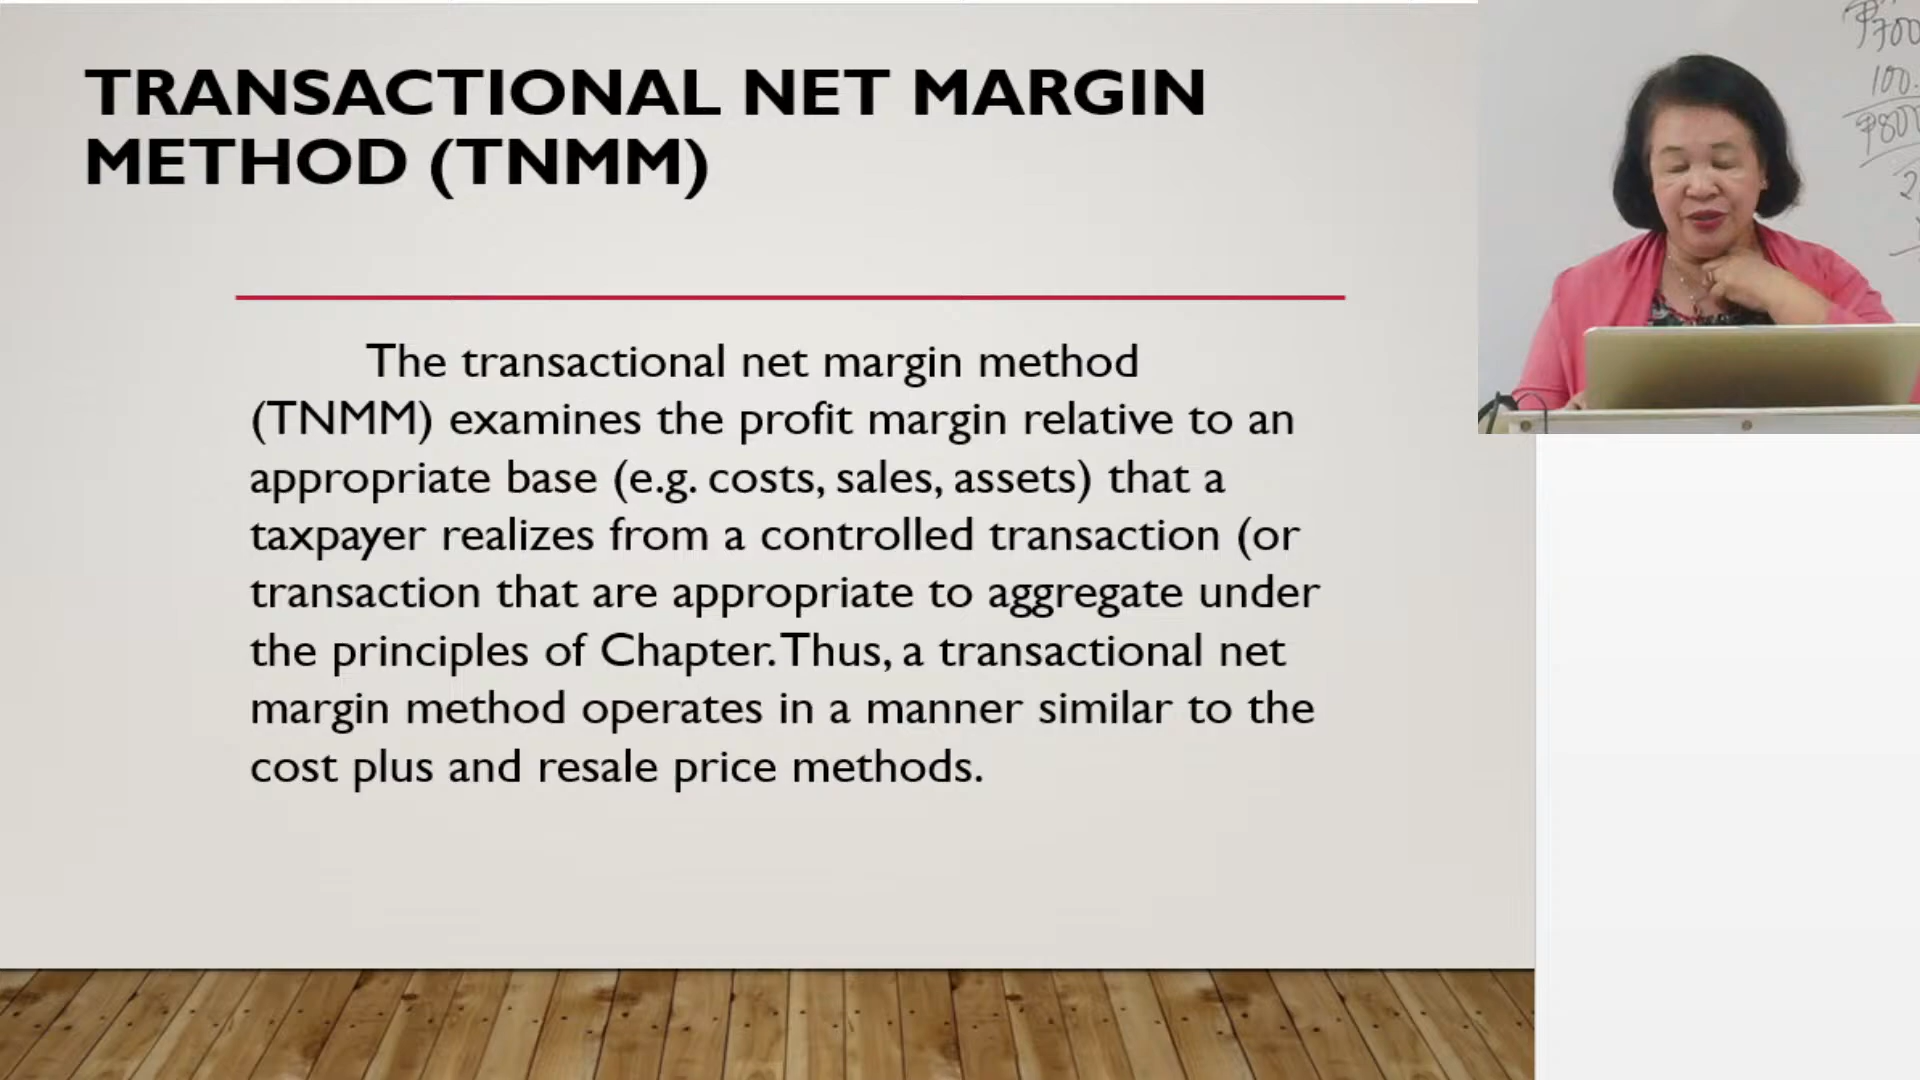 TRANSACTIONAL NET MARGIN
METHOD (TNMM)
The transactional net margin method
(TNMM) examines the profit margin relative to an
appropriate base (e.g. costs, sales, assets) that a
taxpayer realizes from a controlled transaction (or
transaction that are appropriate to aggregate under
the principles of Chapter. Thus, a transactional net
margin method operates in a manner similar to the
cost plus and resale price methods.
₱700
100.